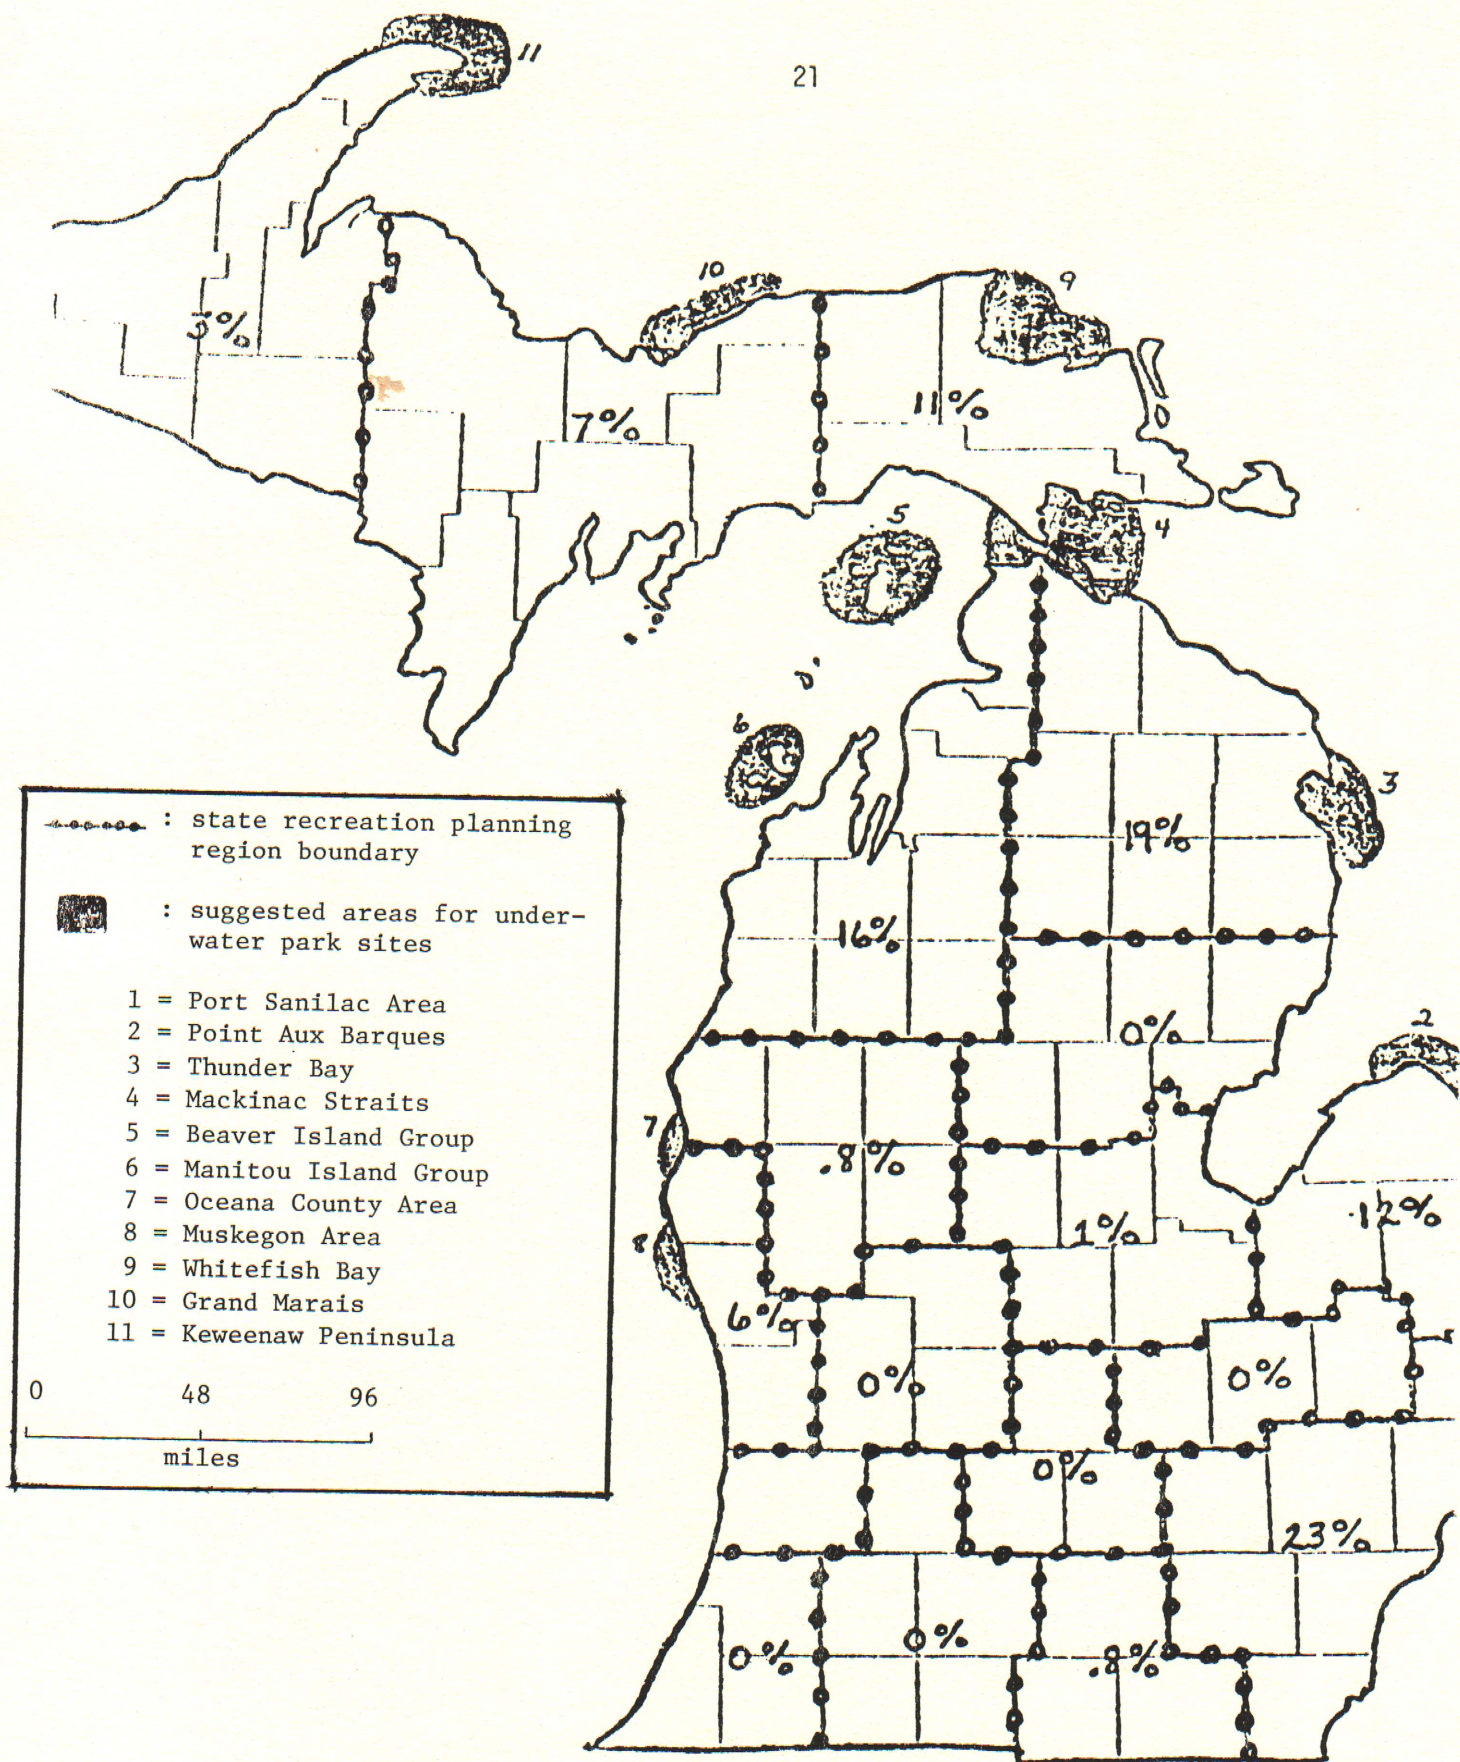 11
21
10
9
5%
7%
11%
5
4
6
3
19%
16%
: state recreation planning
region boundary
: suggested areas for under-
water park sites
1 = Port Sanilac Area
2 = Point Aux Barques
3 = Thunder Bay
4 = Mackinac Straits
5 = Beaver Island Group
6 = Manitou Island Group
7 = Oceana County Area
8 = Muskegon Area
9 = Whitefish Bay
10 = Grand Marais
11 = Keweenaw Peninsula
0 48 96
miles
0%
2
7
.8%
12%
8
1%
6%
0%
0%
0%
23%
0%
0%
.8%